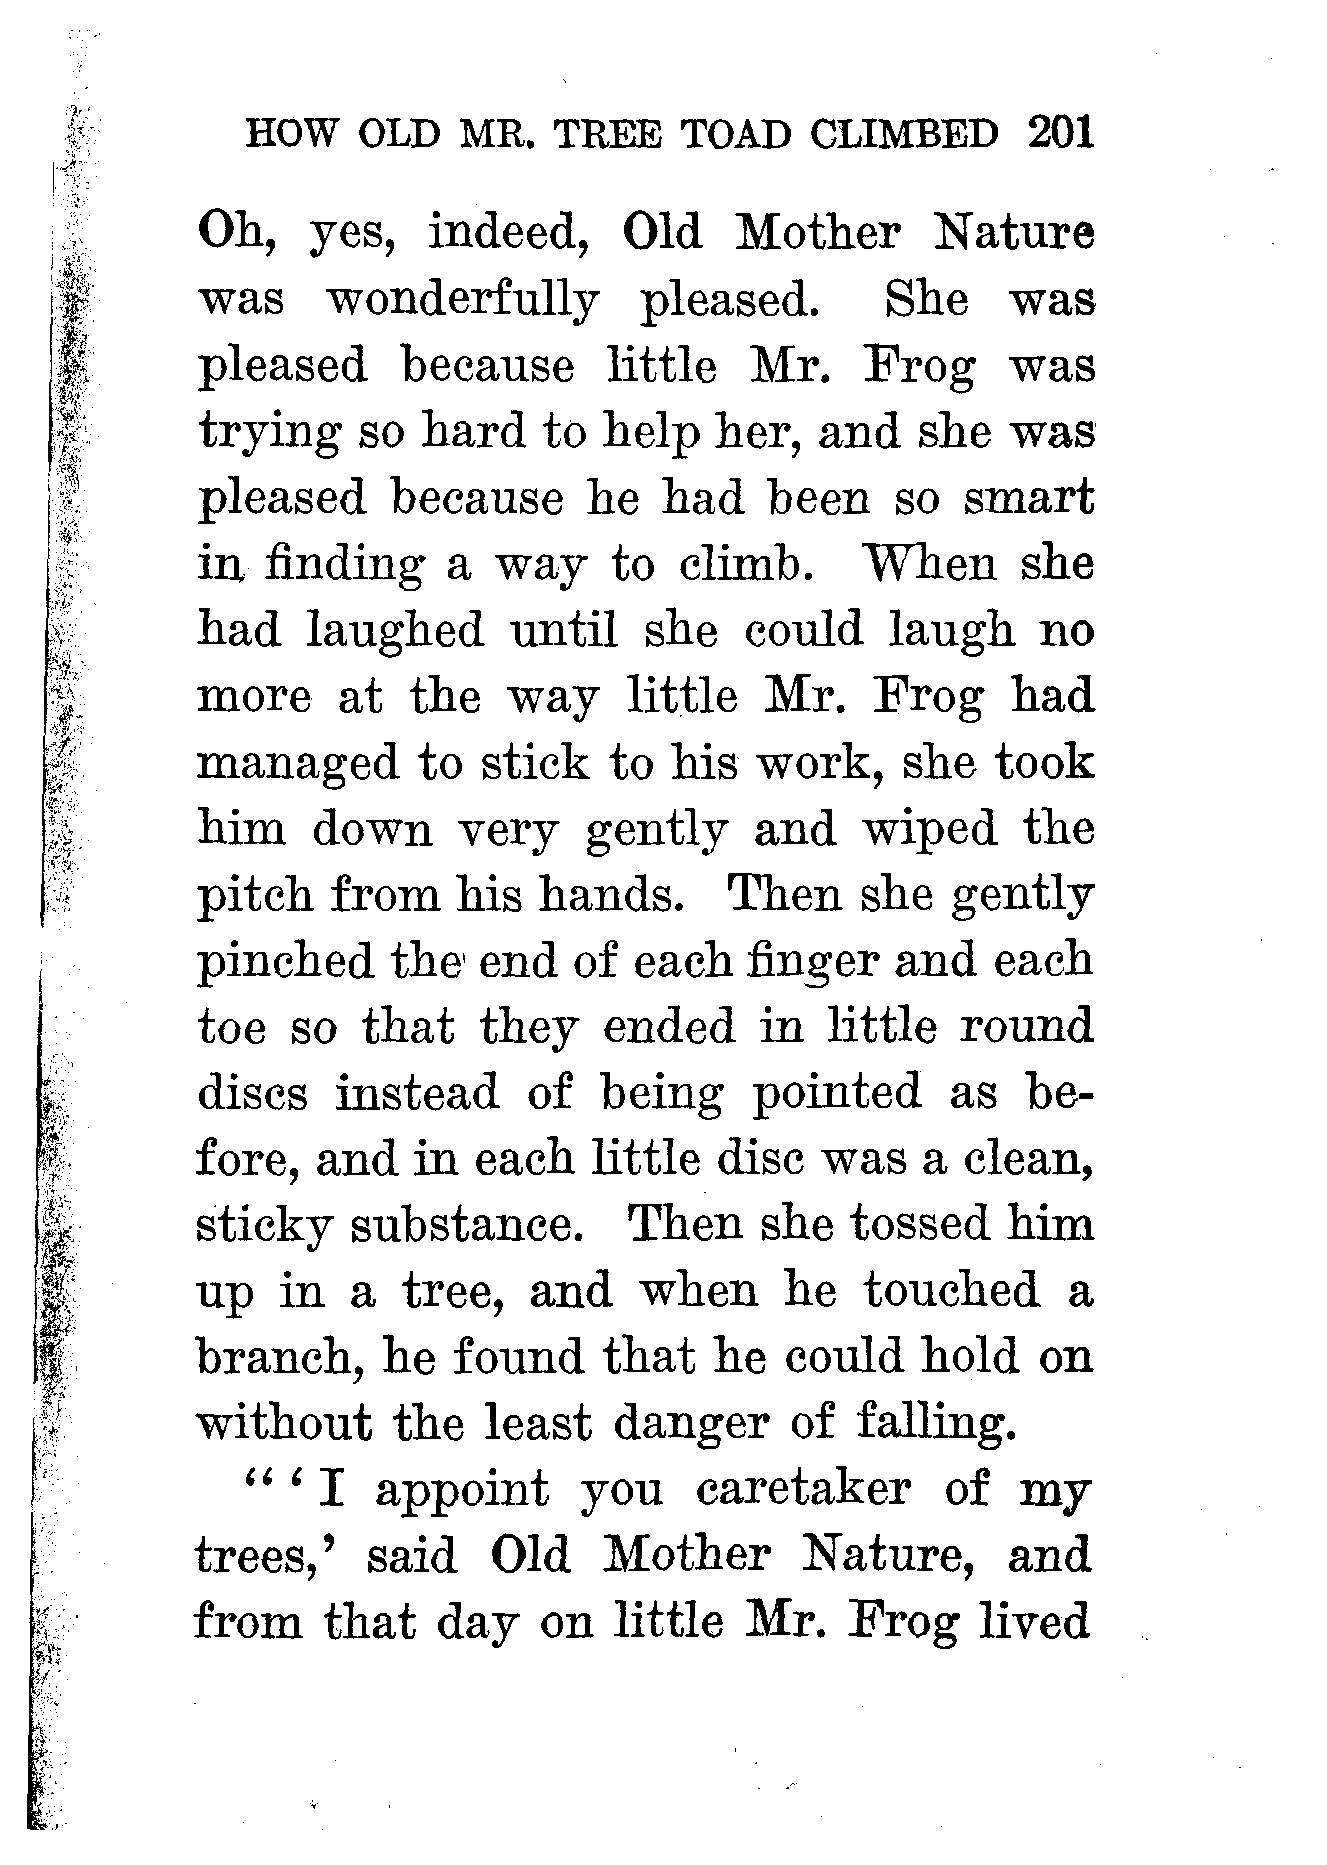 HOW OLD MR. TREE TOAD CLIMBED 201
Oh, yes, indeed, Old Mother Nature
was wonderfully pleased. She was
pleased because little Mr. Frog was
trying so hard to help her, and she was
pleased because he had been so smart
in finding a way to climb. When she
had laughed until she could laugh no
more at the way little Mr. Frog had
managed to stick to his work, she took
him down very gently and wiped the
pitch from his hands. Then she gently
pinched the end of each finger and each
toe so that they ended in little round
discs instead of being pointed as be-
fore, and in each little disc was a clean,
sticky substance. Then she tossed him
up in a tree, and when he touched a
branch, he found that he could hold on
without the least danger of falling.
“‘I appoint you caretaker of my
trees,’ said Old Mother Nature, and
from that day on little Mr. Frog lived